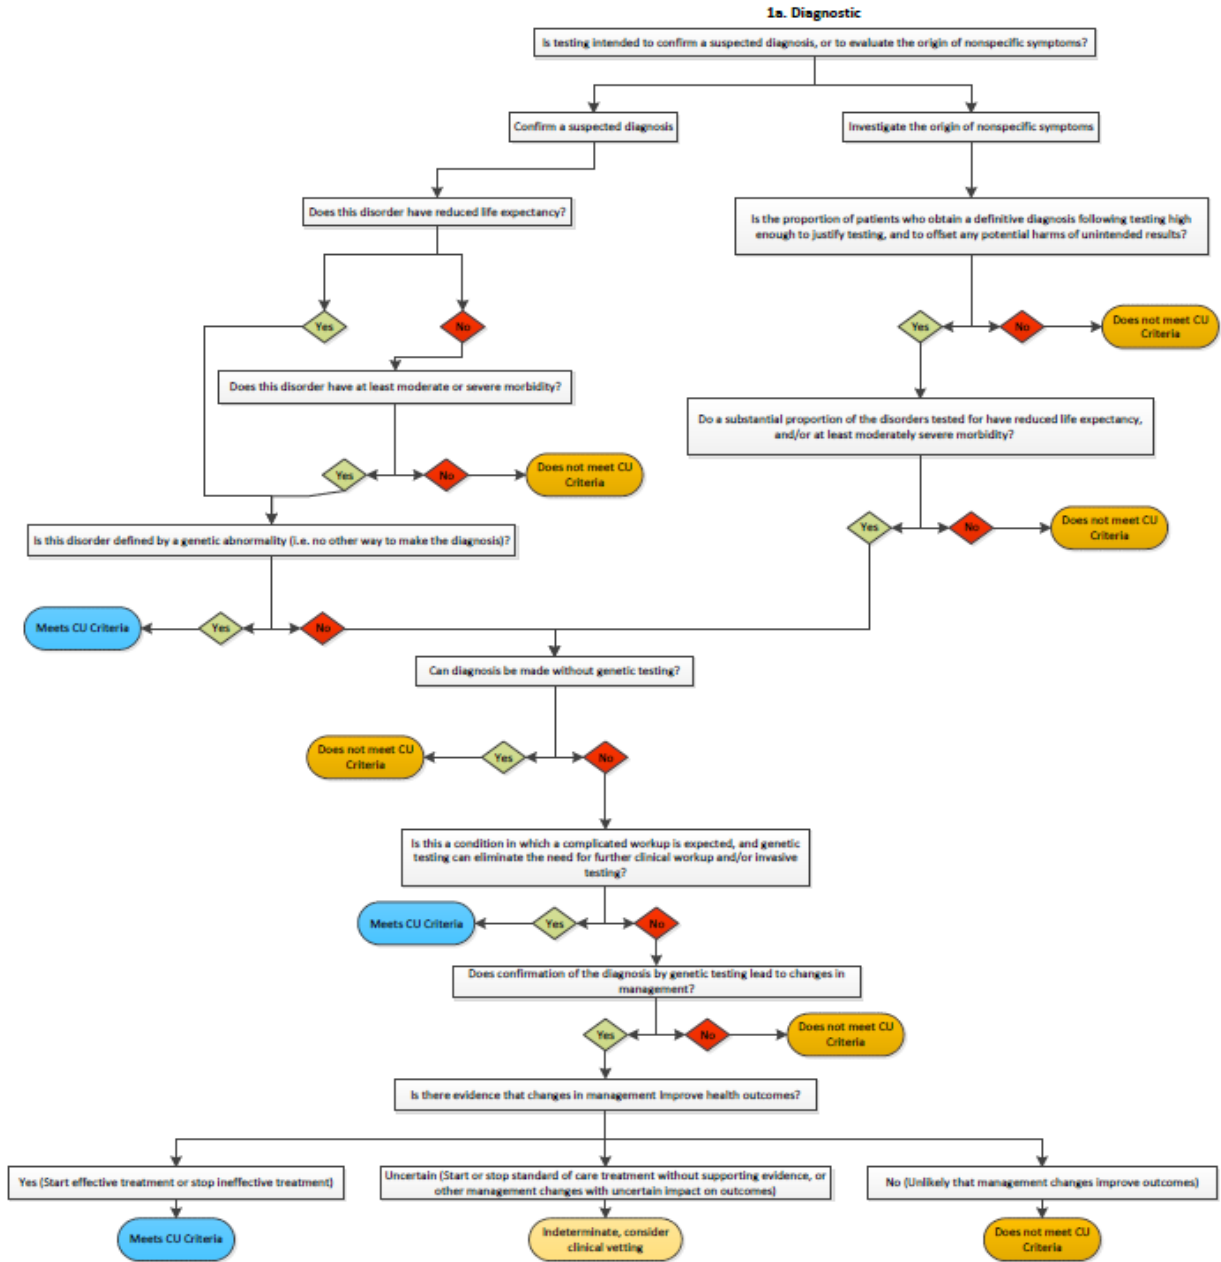 1a. Diagnostic
Is testing intended to confirm a suspected diagnosis, or to evaluate the origin of nonspecific symptoms?
Confirm a suspected diagnosis
Investigate the origin of nonspecific symptoms
Does this disorder have reduced life expectancy?
Is the proportion of patients who obtain a definitive diagnosis following testing high
enough to justify testing, and to offset any potential harms of unintended results?
Yes
No
Yes
No
Does not meet CU
Criteria
Does this disorder have at least moderate or severe morbidity?
Do a substantial proportion of the disorders tested for have reduced life expectancy,
and/or at least moderately severe morbidity?
Yes
No
Does not meet CU
Criteria
Yes
No
Does not meet CU
Criteria
Is this disorder defined by a genetic abnormality (i.e. no other way to make the diagnosis)?
Meets CU Criteria
Yes
No
Can diagnosis be made without genetic testing?
Does not meet CU
Criteria
Yes
No
Is this a condition in which a complicated workup is expected, and genetic
testing can eliminate the need for further clinical workup and/or invasive
testing?
Meets CU Criteria
Yes
No
Does confirmation of the diagnosis by genetic testing lead to changes in
management?
Yes
No
Does not meet CU
Criteria
Is there evidence that changes in management improve health outcomes?
Yes (Start effective treatment or stop ineffective treatment)
Uncertain (Start or stop standard of care treatment without supporting evidence, or
other management changes with uncertain impact on outcomes)
No (Unlikely that management changes improve outcomes)
Meets CU Criteria
Indeterminate, consider
clinical vetting
Does not meet CU
Criteria